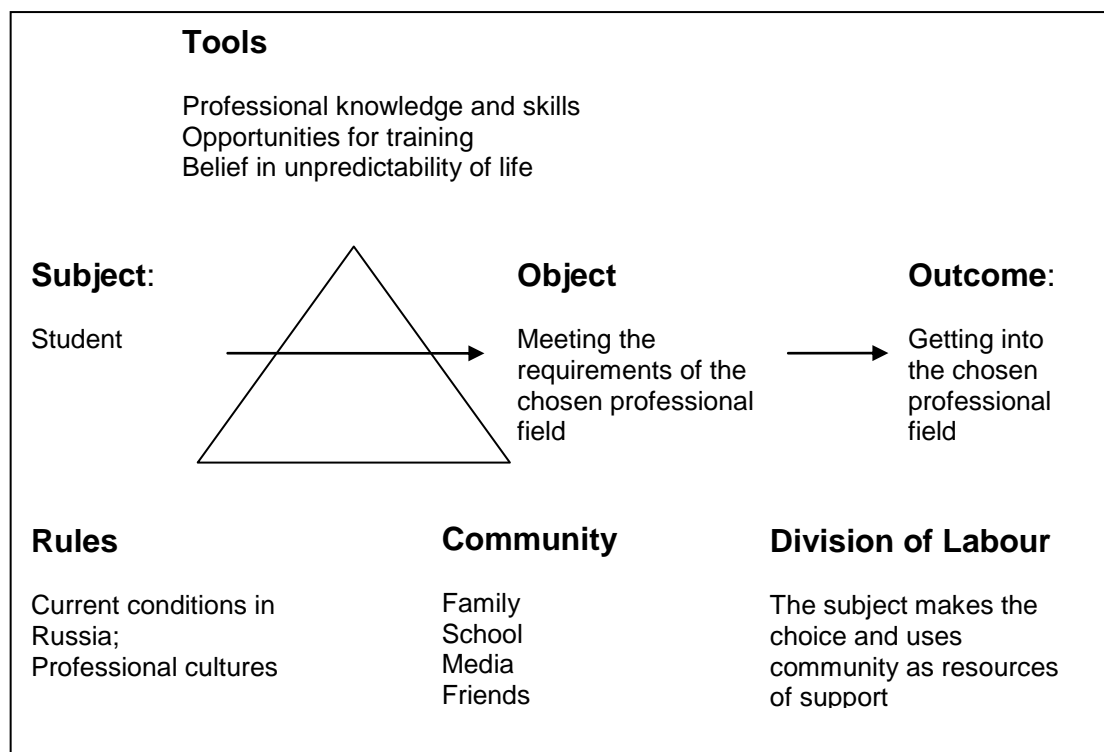 Tools
Professional knowledge and skills
Opportunities for training
Belief in unpredictability of life
Subject:
Student
Object
Meeting the
requirements of the
chosen professional
field
Outcome:
Getting into
the chosen
professional
field
Rules
Current conditions in
Russia;
Professional cultures
Community
Family
School
Media
Friends
Division of Labour
The subject makes the
choice and uses
community as resources
of support